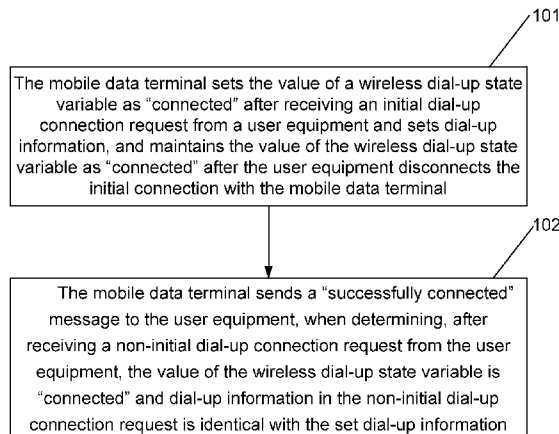 101
The mobile data terminal sets the value of a wireless dial-up state
variable as “connected” after receiving an initial dial-up
connection request from a user equipment and sets dial-up
information, and maintains the value of the wireless dial-up state
variable as “connected” after the user equipment disconnects the
initial connection with the mobile data terminal
102
The mobile data terminal sends a “successfully connected”
message to the user equipment, when determining, after
receiving a non-initial dial-up connection request from the user
equipment, the value of the wireless dial-up state variable is
“connected” and dial-up information in the non-initial dial-up
connection request is identical with the set dial-up information